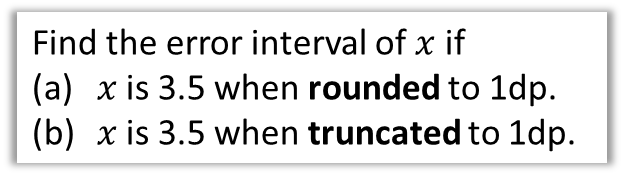 Find the error interval of x if
(a) x is 3.5 when rounded to 1dp.
(b) x is 3.5 when truncated to 1dp.